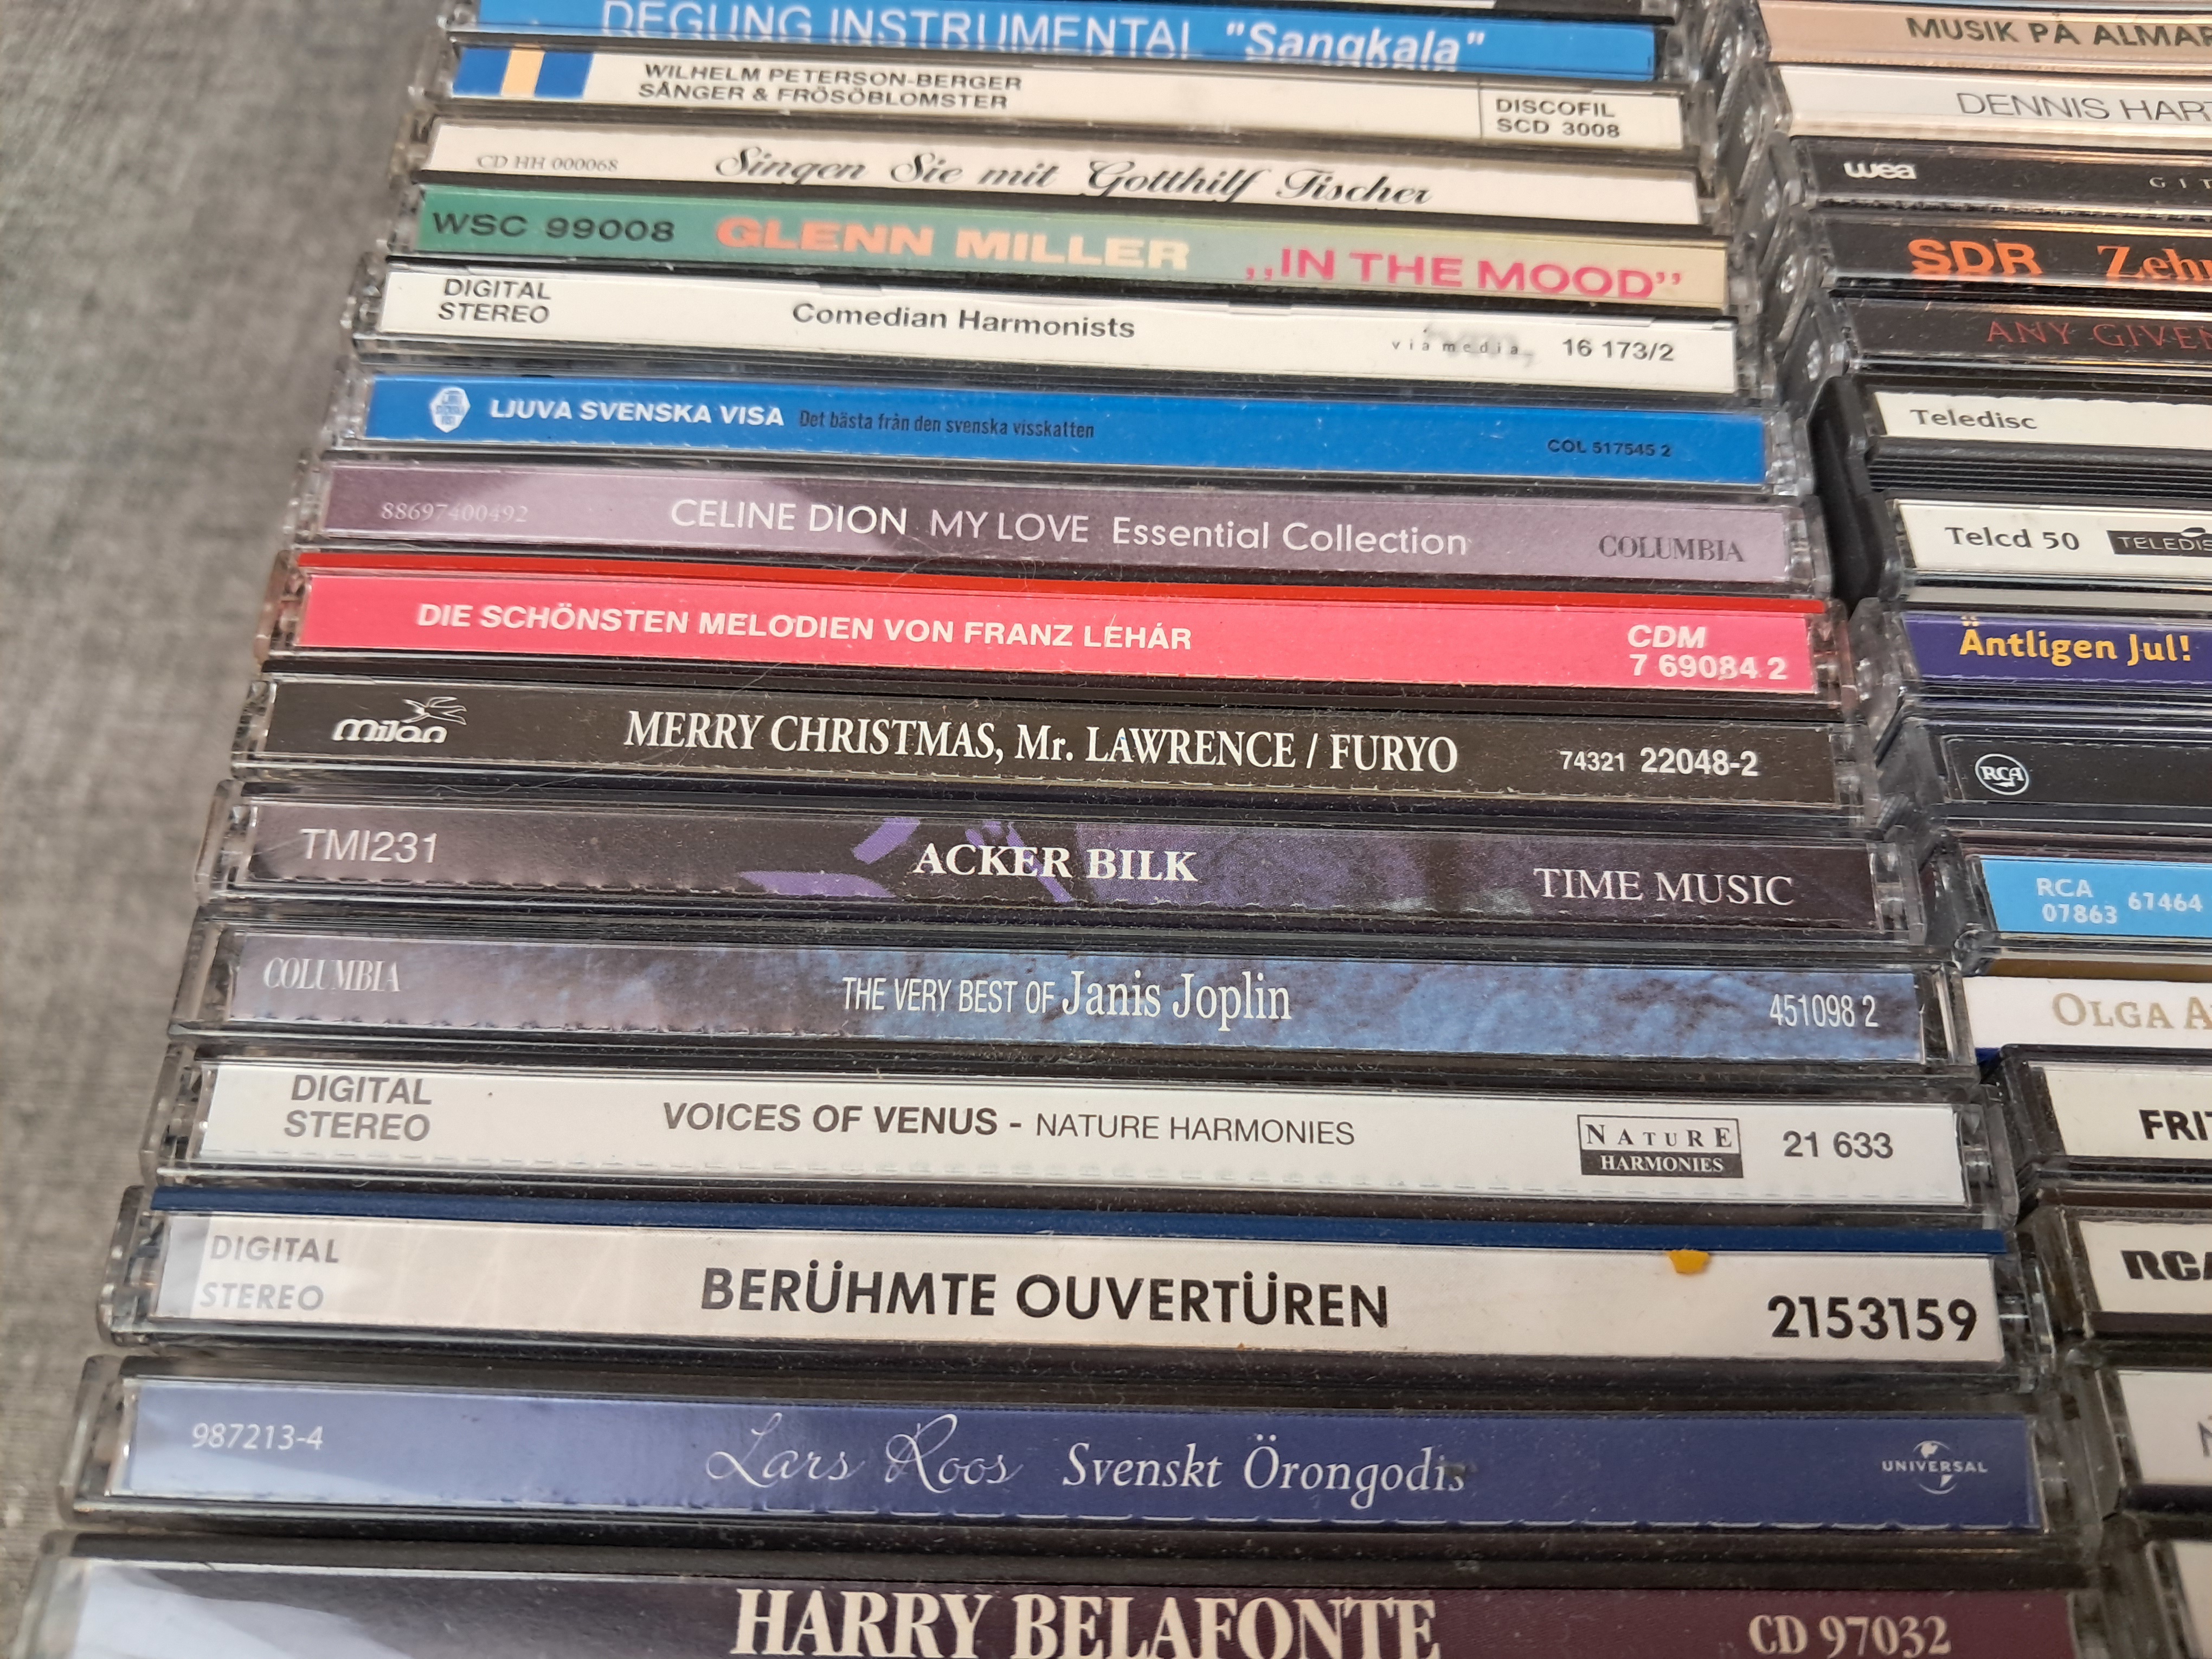 DEGUNG INSTRUMENTAL "Sangkala"
WILHELM PETERSON-BERGER
SÅNGER & FRÖSÖBLOMSTER
DISCOFIL
SCD 3008
CD HH 000068 Singen Sie mit Gotthilf Fischer
WSC 99008 GLENN MILLER ,,IN THE MOOD”
DIGITAL
STEREO
Comedian Harmonists
via media 16 173/2
LJUVA SVENSKA VISA Det bästa från den svenska visskatten COL 517545 2
88697400492 CELINE DION MY LOVE Essential Collection COLUMBIA
DIE SCHÖNSTEN MELODIEN VON FRANZ LEHÁR
CDM
7 69084 2
milan MERRY CHRISTMAS, Mr. LAWRENCE / FURYO 74321 22048-2
TMI231 ACKER BILK TIME MUSIC
COLUMBIA THE VERY BEST OF Janis Joplin 451098 2
DIGITAL
STEREO
VOICES OF VENUS - NATURE HARMONIES
NATURE
HARMONIES
21 633
DIGITAL
STEREO
BERÜHMTE OUVERTÜREN 2153159
987213-4 Lars Roos Svenskt Örongodis UNIVERSAL
HARRY BELAFONTE CD 97032
MUSIK PÅ ALMAR
DENNIS HAR
wea GIT
SDR Zehn
ANY GIVEN
Teledisc
Telcd 50 TELEDIS
Äntligen Jul!
RCA
RCA
07863 67464
OLGA A
FRI
RCA